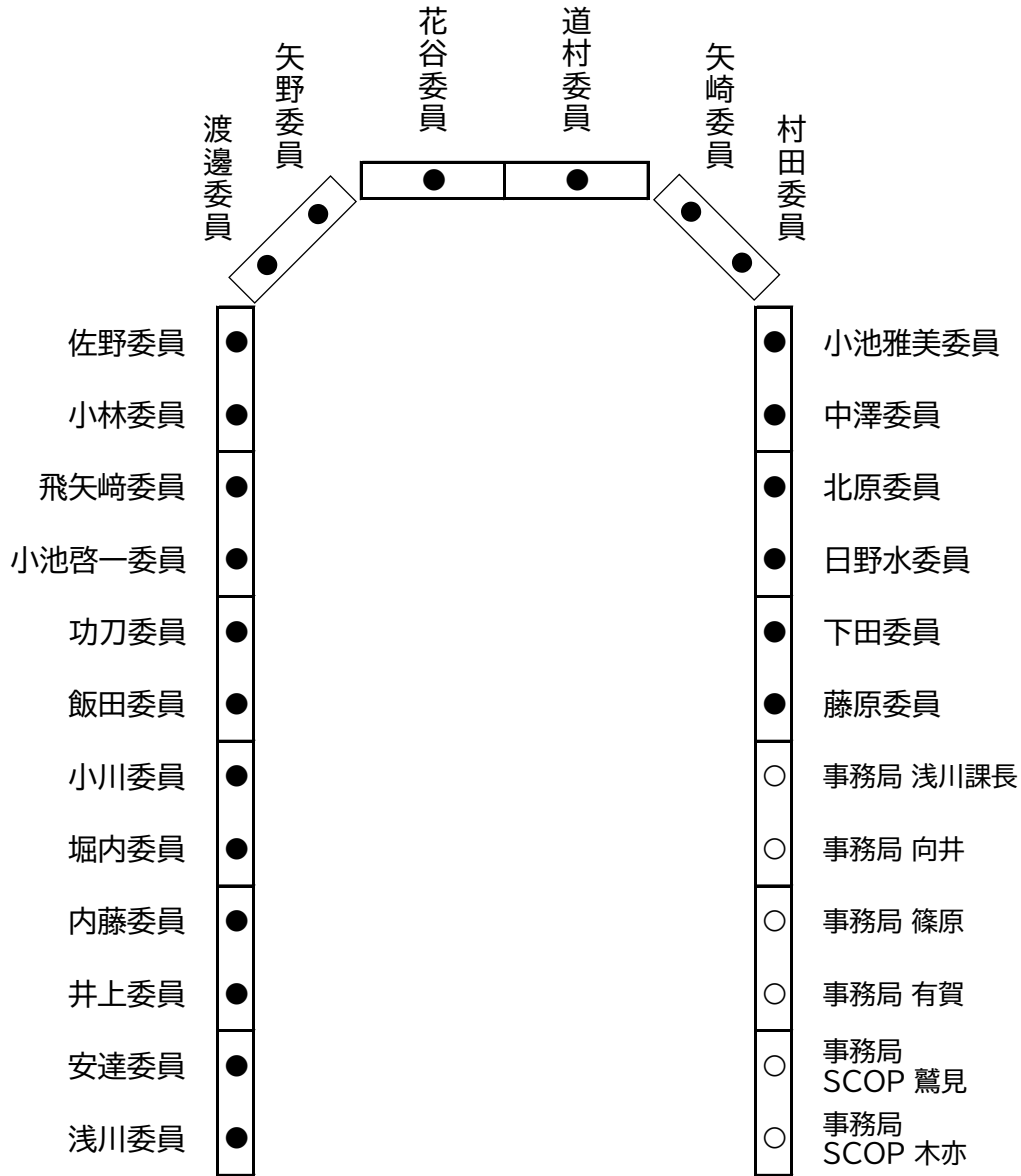 渡邊委員
矢野委員
花谷委員
道村委員
矢崎委員
村田委員
佐野委員
小林委員
飛矢﨑委員
小池啓一委員
功刀委員
飯田委員
小川委員
堀内委員
内藤委員
井上委員
安達委員
浅川委員
小池雅美委員
中澤委員
北原委員
日野水委員
下田委員
藤原委員
事務局 浅川課長
事務局 向井
事務局 篠原
事務局 有賀
事務局
SCOP 鷲見
事務局
SCOP 木亦